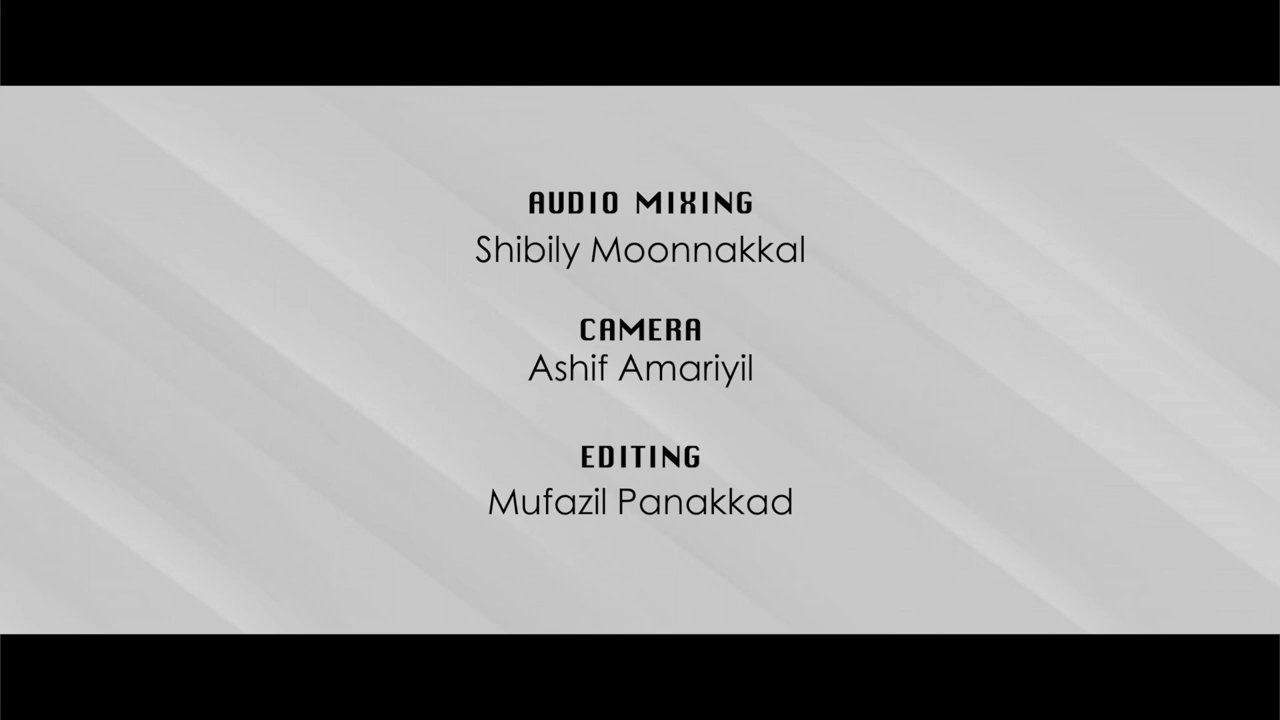 AUDIO MIXING
Shibily Moonnakkal
CAMERA
Ashif Amariyil
EDITING
Mufazil Panakkad